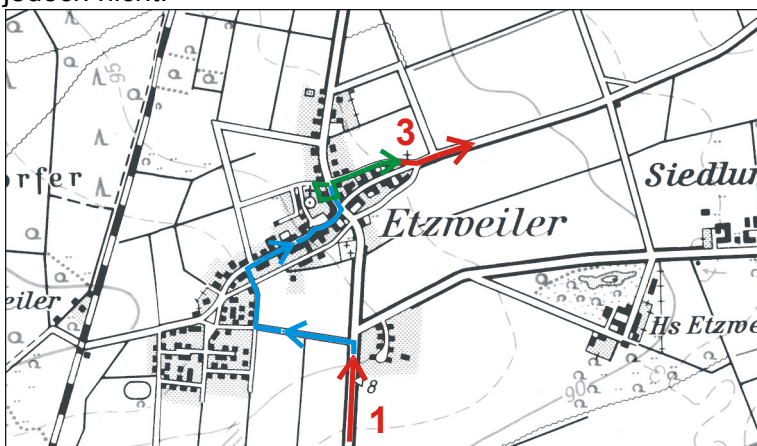 jedoch nicht.
95
3
orfer
Siedlun
Etzweiler
eiler
Hs Etzwe
8
90
1